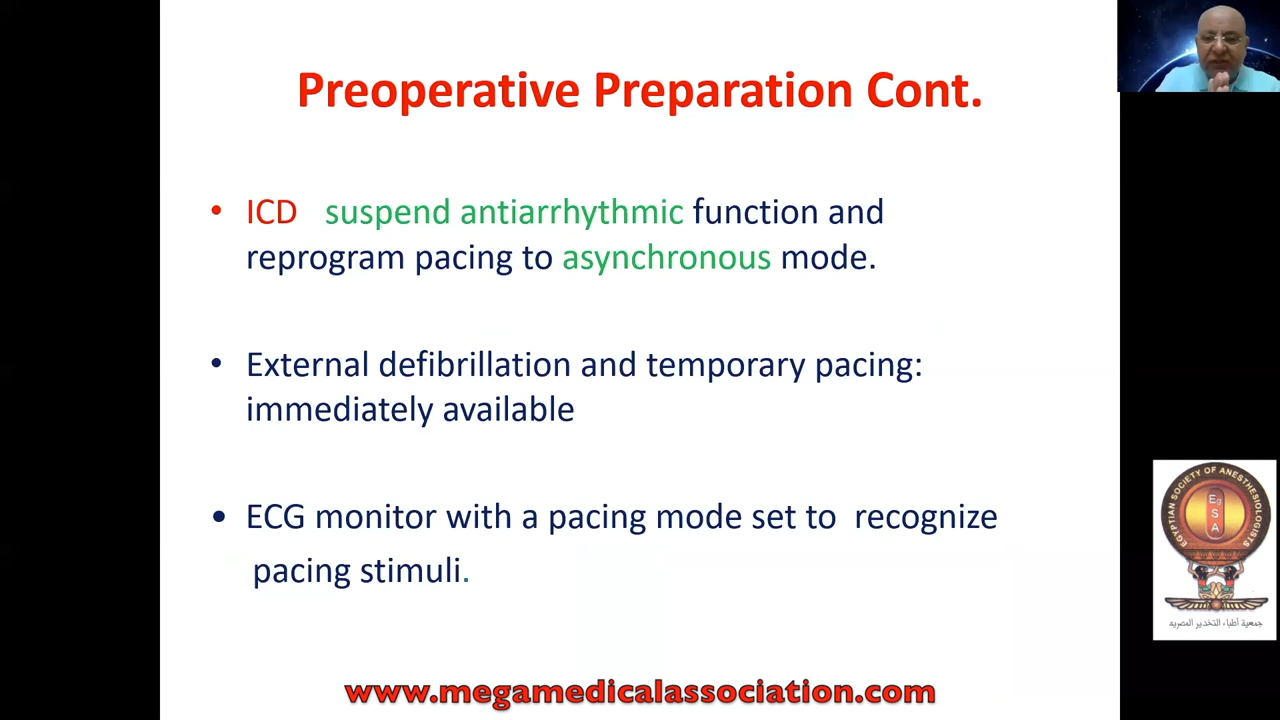 Preoperative Preparation Cont.
• ICD suspend antiarrhythmic function and
reprogram pacing to asynchronous mode.
• External defibrillation and temporary pacing:
immediately available
• ECG monitor with a pacing mode set to recognize
pacing stimuli.
EGYPTIAN SOCIETY OF ANESTHESIOLOGISTS
Eg
S
A
جمعية أطباء التخدير المصريه
www.megamedicalassociation.com